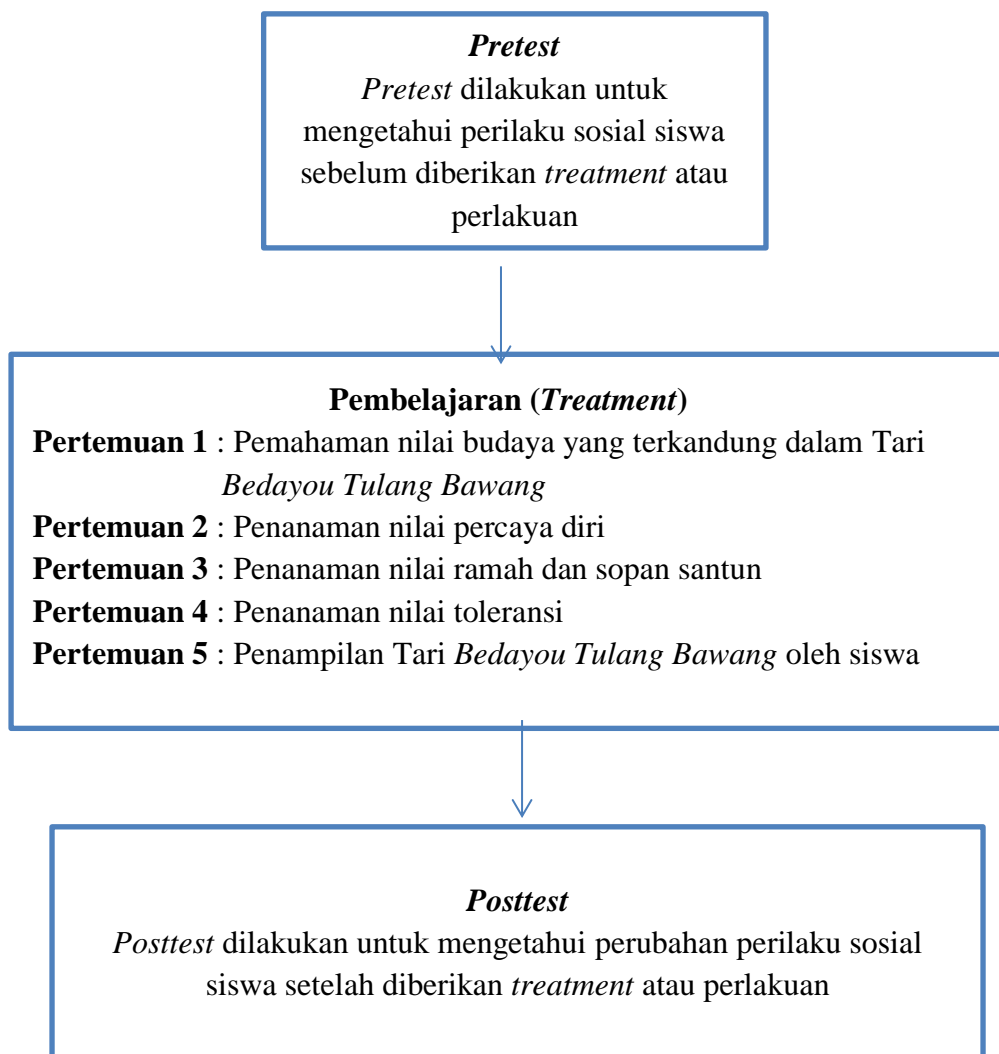 Pretest
Pretest dilakukan untuk
mengetahui perilaku sosial siswa
sebelum diberikan treatment atau
perlakuan
Pembelajaran (Treatment)
Pertemuan 1 : Pemahaman nilai budaya yang terkandung dalam Tari
Bedayou Tulang Bawang
Pertemuan 2 : Penanaman nilai percaya diri
Pertemuan 3 : Penanaman nilai ramah dan sopan santun
Pertemuan 4 : Penanaman nilai toleransi
Pertemuan 5 : Penampilan Tari Bedayou Tulang Bawang oleh siswa
Posttest
Posttest dilakukan untuk mengetahui perubahan perilaku sosial
siswa setelah diberikan treatment atau perlakuan